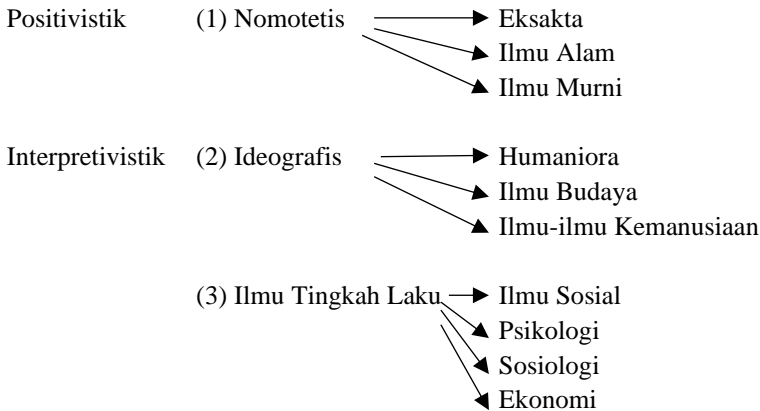 Positivistik (1) Nomotetis Eksakta
Ilmu Alam
Ilmu Murni
Interpretivistik (2) Ideografis Humaniora
Ilmu Budaya
Ilmu-ilmu Kemanusiaan
(3) Ilmu Tingkah Laku Ilmu Sosial
Psikologi
Sosiologi
Ekonomi